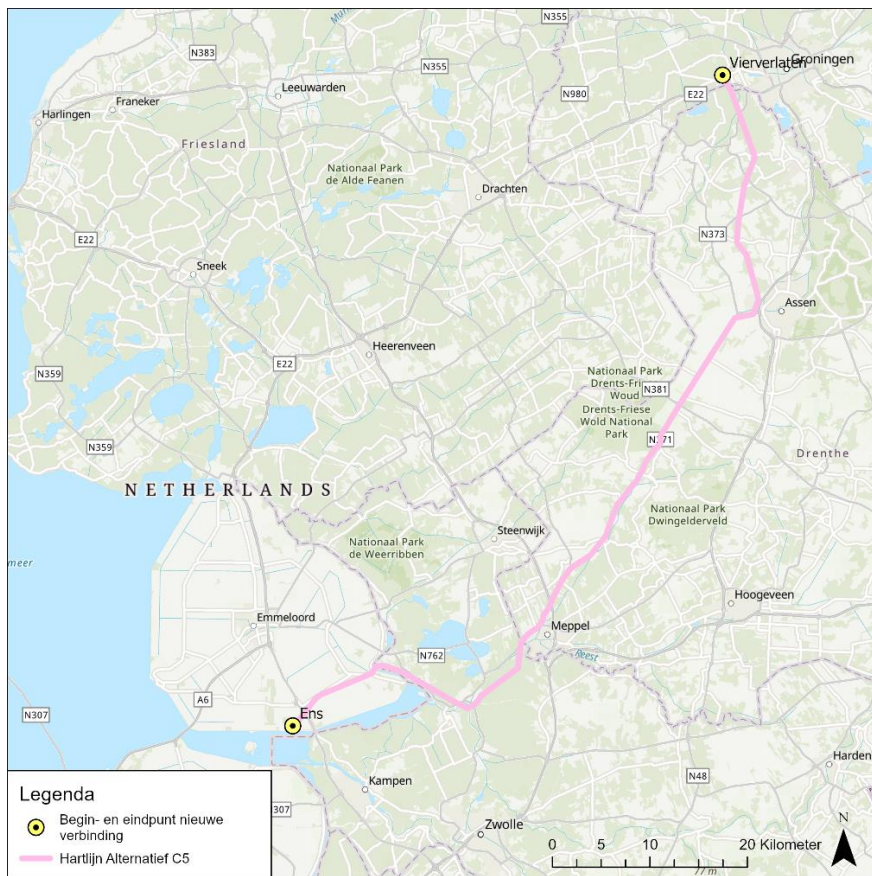 N355
N383
N355
Vierverlaten
Groningen
Leeuwarden
N980
E22
Franeker
Harlingen
Friesland
Nationaal Park
de Alde Feanen
Drachten
N373
E22
Sneek
Assen
Heerenveen
E22
N359
Nationaal Park
Drents-Fri
Woud
N381
Drents-Friese
Wold National
Park
N371
N359
Drenthe
NETHERLANDS
Nationaal Park
Dwingelderveld
Steenwijk
Nationaal Park
de Weerribben
meer
Hoogeveen
Emmeloord
Meppel
Reest
N762
A6
Ens
N307
Kampen
N48
Harden
307
Zwolle
Legenda
Begin- en eindpunt nieuwe
verbinding
Hartlijn Alternatief C5
0 5 10 20 Kilometer
N
77 m